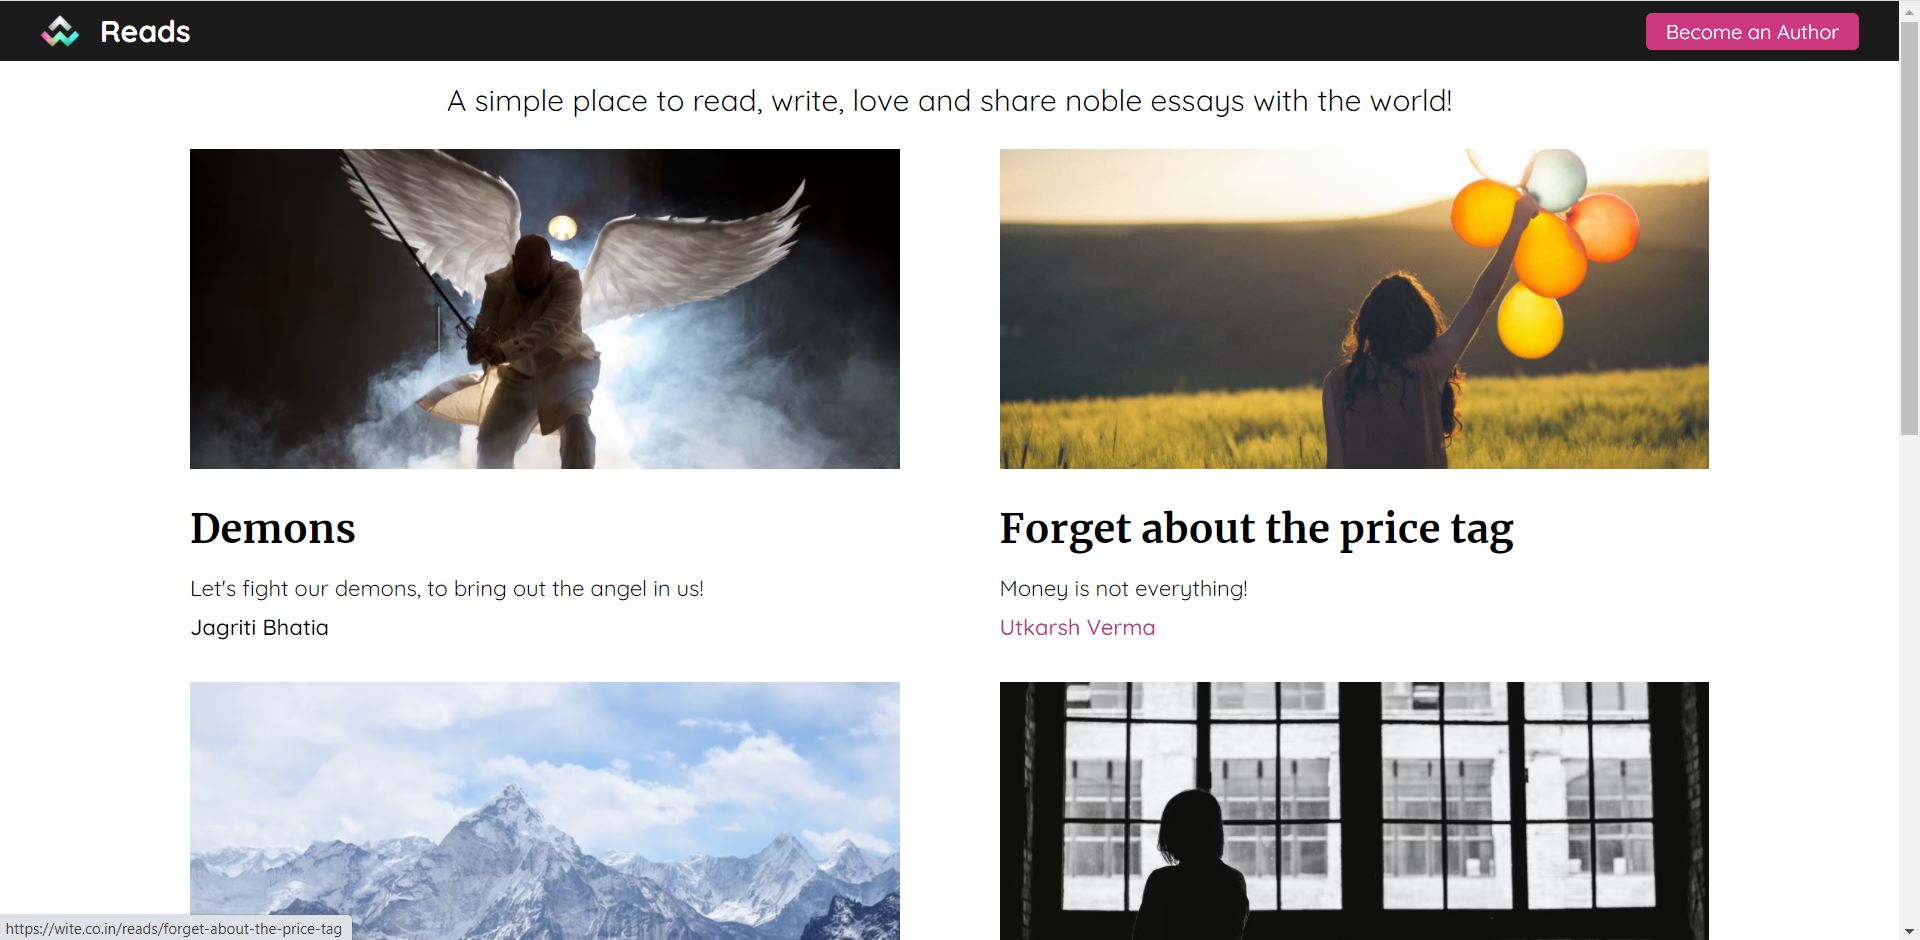 Reads
Become an Author
A simple place to read, write, love and share noble essays with the world!
Demons
Let's fight our demons, to bring out the angel in us!
Jagriti Bhatia
Forget about the price tag
Money is not everything!
Utkarsh Verma
https://wite.co.in/reads/forget-about-the-price-tag